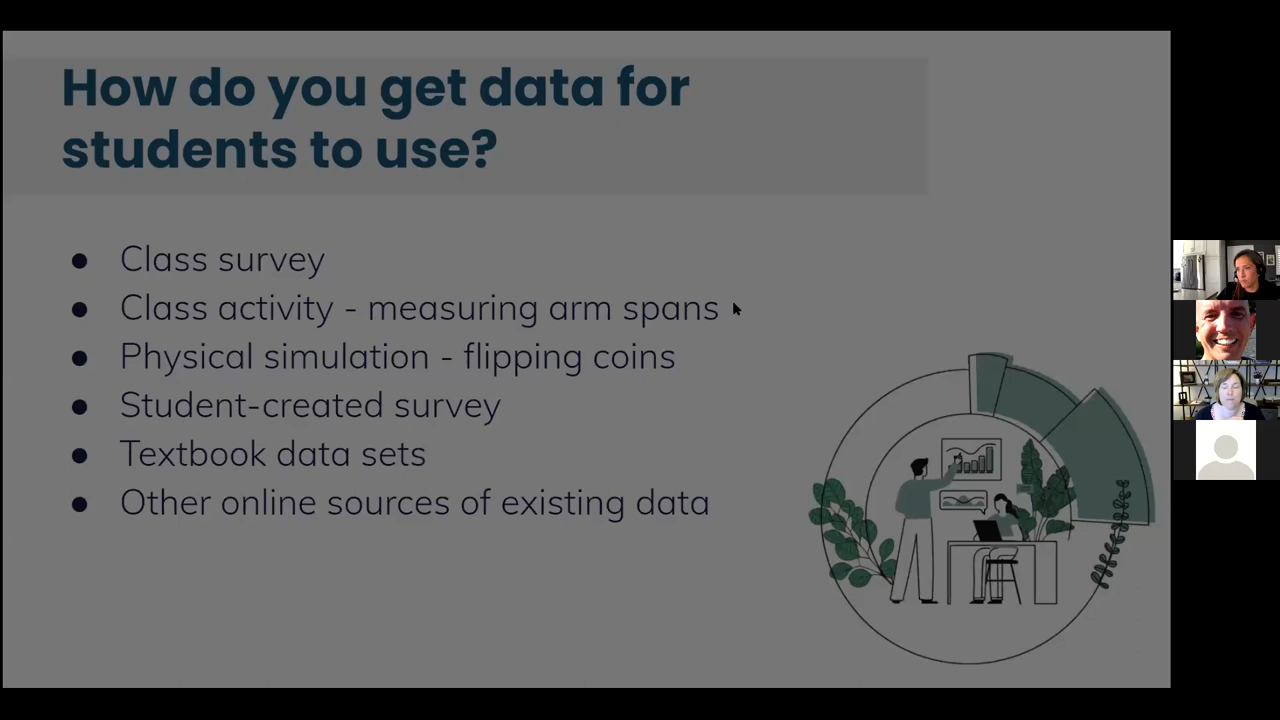 How do you get data for
students to use?
● Class survey
● Class activity - measuring arm spans
● Physical simulation - flipping coins
● Student-created survey
● Textbook data sets
● Other online sources of existing data